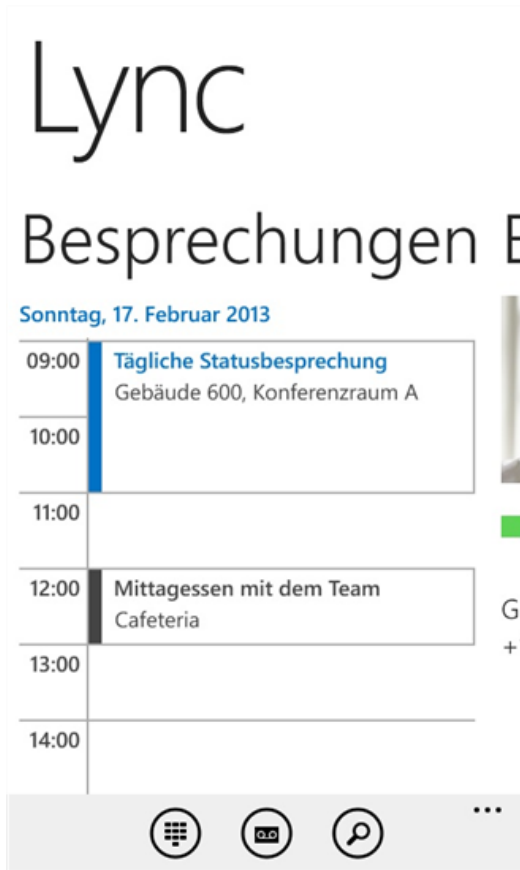 Lync
Besprechungen E
Sonntag, 17. Februar 2013
09:00 Tägliche Statusbesprechung
Gebäude 600, Konferenzraum A
10:00
11:00
12:00 Mittagessen mit dem Team
Cafeteria
G
13:00
+
14:00
...